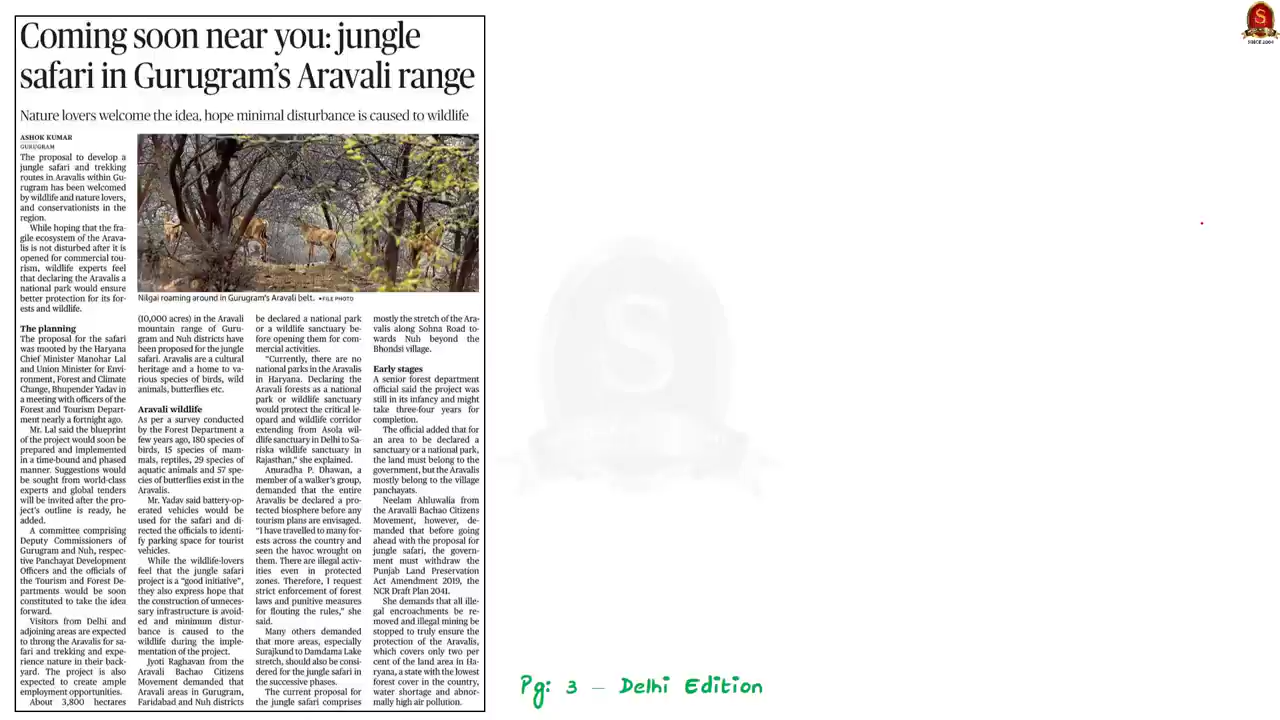 Coming soon near you: jungle
safari in Gurugram's Aravali range
Nature lovers welcome the idea, hope minimal disturbance is caused to wildlife
ASHOK KUMAR
GURUGRAM
The proposal to develop a
jungle safari and trekking
routes in Aravalis within Gu-
rugram has been welcomed
by wildlife and nature lovers,
and conservationists in the
region.
While hoping that the fra-
gile ecosystem of the Arava-
lis is not disturbed after it is
opened for commercial tou-
rism, wildlife experts feel
that declaring the Aravalis a
national park would ensure
better protection for its for-
ests and wildlife.
The planning
The proposal for the safari
was mooted by the Haryana
Chief Minister Manohar Lal
and Union Minister for Envi-
ronment, Forest and Climate
Change, Bhupender Yadav in
a meeting with officers of the
Forest and Tourism Depart-
ment nearly a fortnight ago.
Mr. Lal said the blueprint
of the project would soon be
prepared and implemented
in a time-bound and phased
manner. Suggestions would
be sought from world-class
experts and global tenders
will be invited after the pro-
ject's outline is ready, he
added.
A committee comprising
Deputy Commissioners of
Gurugram and Nuh, respec-
tive Panchayat Development
Officers and the officials of
the Tourism and Forest De-
partments would be soon
constituted to take the idea
forward.
Visitors from Delhi and
adjoining areas are expected
to throng the Aravalis for sa-
fari and trekking and expe-
rience nature in their back-
yard. The project is also
expected to create ample
employment opportunities.
About 3,800 hectares
Nilgai roaming around in Gurugram's Aravali belt. •FILE PHOTO
(10,000 acres) in the Aravali
mountain range of Guru-
gram and Nuh districts have
been proposed for the jungle
safari. Aravalis are a cultural
heritage and a home to va-
rious species of birds, wild
animals, butterflies etc.
Aravali wildlife
As per a survey conducted
by the Forest Department a
few years ago, 180 species of
birds, 15 species of mam-
mals, reptiles, 29 species of
aquatic animals and 57 spe-
cies of butterflies exist in the
Aravalis.
Mr. Yadav said battery-op-
erated vehicles would be
used for the safari and di-
rected the officials to identi-
fy parking space for tourist
vehicles.
While the wildlife-lovers
feel that the jungle safari
project is a "good initiative",
they also express hope that
the construction of unneces-
sary infrastructure is avoid-
ed and minimum distur-
bance is caused to the
wildlife during the imple-
mentation of the project.
Jyoti Raghavan from the
Aravali Bachao Citizens
Movement demanded that
Aravali areas in Gurugram,
Faridabad and Nuh districts
be declared a national park
or a wildlife sanctuary be-
fore opening them for com-
mercial activities.
"Currently, there are no
national parks in the Aravalis
in Haryana. Declaring the
Aravali forests as a national
park or wildlife sanctuary
would protect the critical le-
opard and wildlife corridor
extending from Asola wil-
dlife sanctuary in Delhi to Sa-
riska wildlife sanctuary in
Rajasthan," she explained.
Anuradha P. Dhawan, a
member of a walker's group,
demanded that the entire
Aravalis be declared a pro-
tected biosphere before any
tourism plans are envisaged.
"I have travelled to many for-
ests across the country and
seen the havoc wrought on
them. There are illegal activ-
ities even in protected
zones. Therefore, I request
strict enforcement of forest
laws and punitive measures
for flouting the rules," she
said.
Many others demanded
that more areas, especially
Surajkund to Damdama Lake
stretch, should also be consi-
dered for the jungle safari in
the successive phases.
The current proposal for
the jungle safari comprises
mostly the stretch of the Ara-
valis along Sohna Road to-
wards Nuh beyond the
Bhondsi village.
Early stages
A senior forest department
official said the project was
still in its infancy and might
take three-four years for
completion.
The official added that for
an area to be declared a
sanctuary or a national park,
the land must belong to the
government, but the Aravalis
mostly belong to the village
panchayats.
Neelam Ahluwalia from
the Aravalli Bachao Citizens
Movement, however, de-
manded that before going
ahead with the proposal for
jungle safari, the govern-
ment must withdraw the
Punjab Land Preservation
Act Amendment 2019, the
NCR Draft Plan 2041.
She demands that all ille-
gal encroachments be re-
moved and illegal mining be
stopped to truly ensure the
protection of the Aravalis,
which covers only two per
cent of the land area in Ha-
ryana, a state with the lowest
forest cover in the country,
water shortage and abnor-
mally high air pollution.
Pg: 3 – Delhi Edition
S
SINCE 2004
S